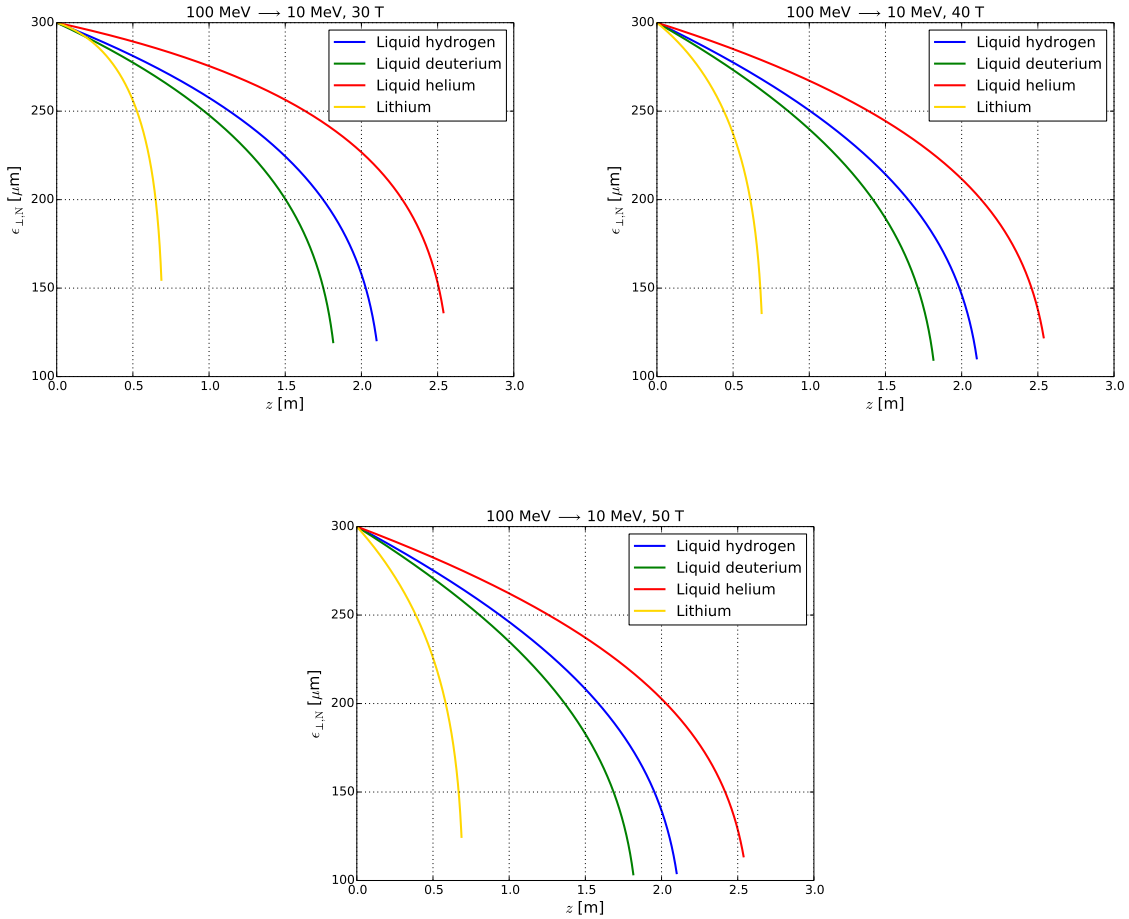 100 MeV ⟶ 10 MeV, 30 T
300
250
200
150
100
ϵ⊥,N [μm]
Liquid hydrogen
Liquid deuterium
Liquid helium
Lithium
0.0 0.5 1.0 1.5 2.0 2.5 3.0
z [m]
100 MeV ⟶ 10 MeV, 40 T
300
250
200
150
100
ϵ⊥,N [μm]
Liquid hydrogen
Liquid deuterium
Liquid helium
Lithium
0.0 0.5 1.0 1.5 2.0 2.5 3.0
z [m]
100 MeV ⟶ 10 MeV, 50 T
300
250
200
150
100
ϵ⊥,N [μm]
Liquid hydrogen
Liquid deuterium
Liquid helium
Lithium
0.0 0.5 1.0 1.5 2.0 2.5 3.0
z [m]